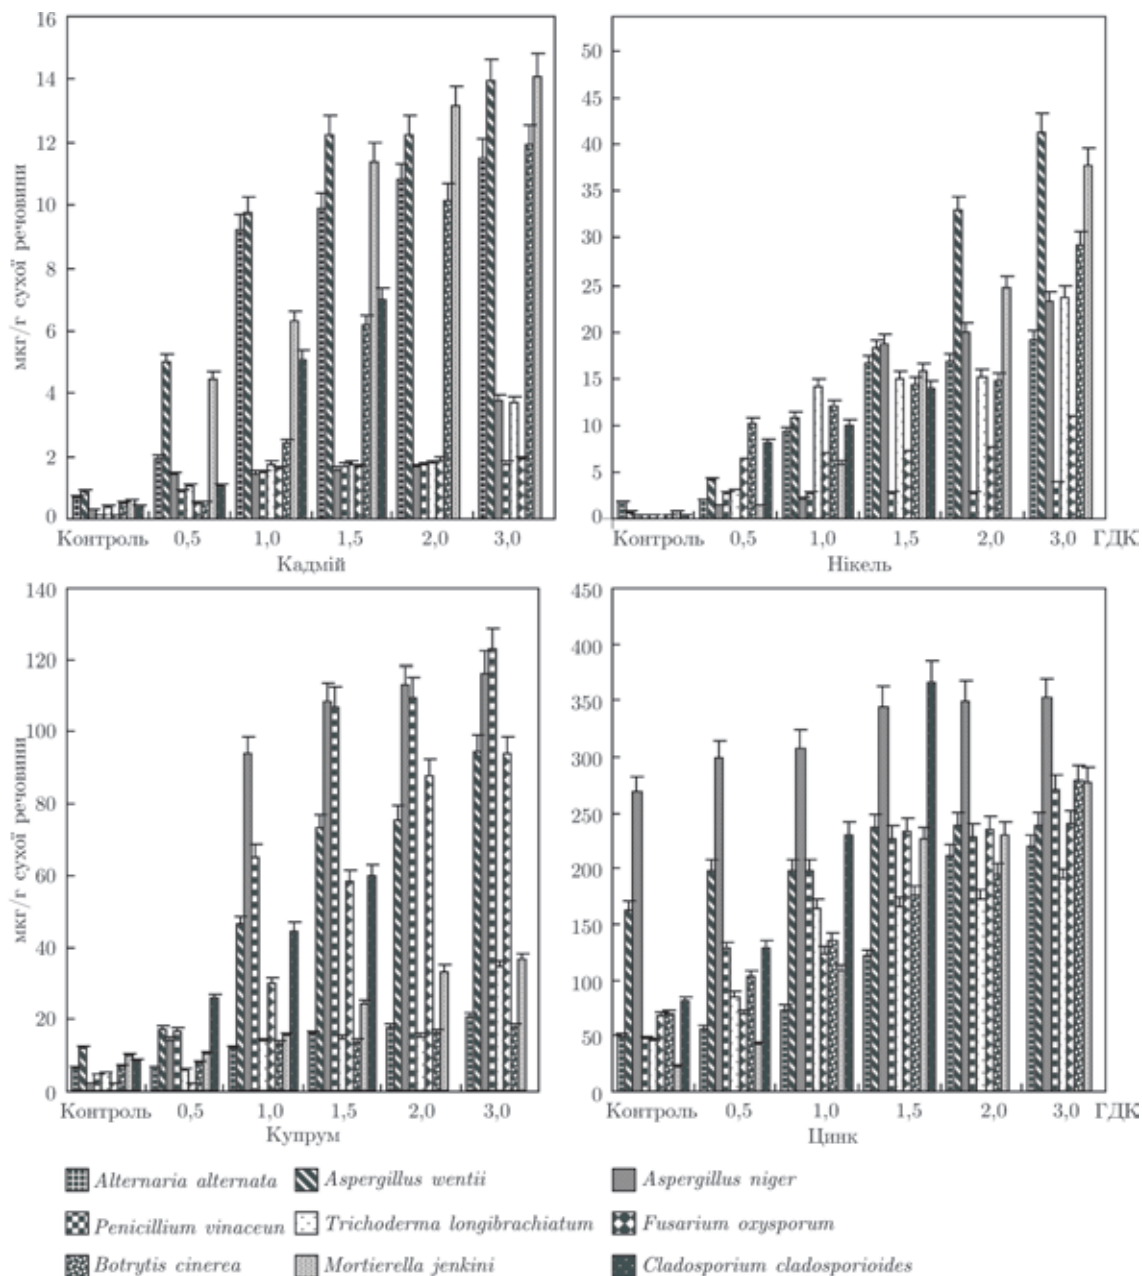 16
14
12
10
8
6
4
2
0
мкг/г сухої речовини
Контроль 0,5 1,0 1,5 2,0 3,0
Кадмій
50
45
40
35
30
25
20
15
10
5
0
Контроль 0,5 1,0 1,5 2,0 3,0 ГДК
Нікель
140
120
100
80
60
40
20
0
мкг/г сухої речовини
Контроль 0,5 1,0 1,5 2,0 3,0
Купрум
450
400
350
300
250
200
150
100
50
0
Контроль 0,5 1,0 1,5 2,0 3,0 ГДК
Цинк
Alternaria alternata Aspergillus wentii Aspergillus niger
Penicillium vinaceun Trichoderma longibrachiatum Fusarium oxysporum
Botrytis cinerea Mortierella jenkini Cladosporium cladosporioides